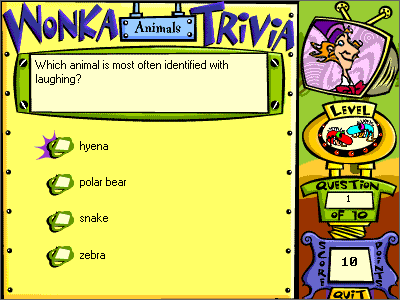 WONKA Animals TRIVIA
Which animal is most often identified with
laughing?
hyena
polar bear
snake
zebra
LEVEL
QUESTION
1
OF 10
SCORE 10 POINTS
QUIT